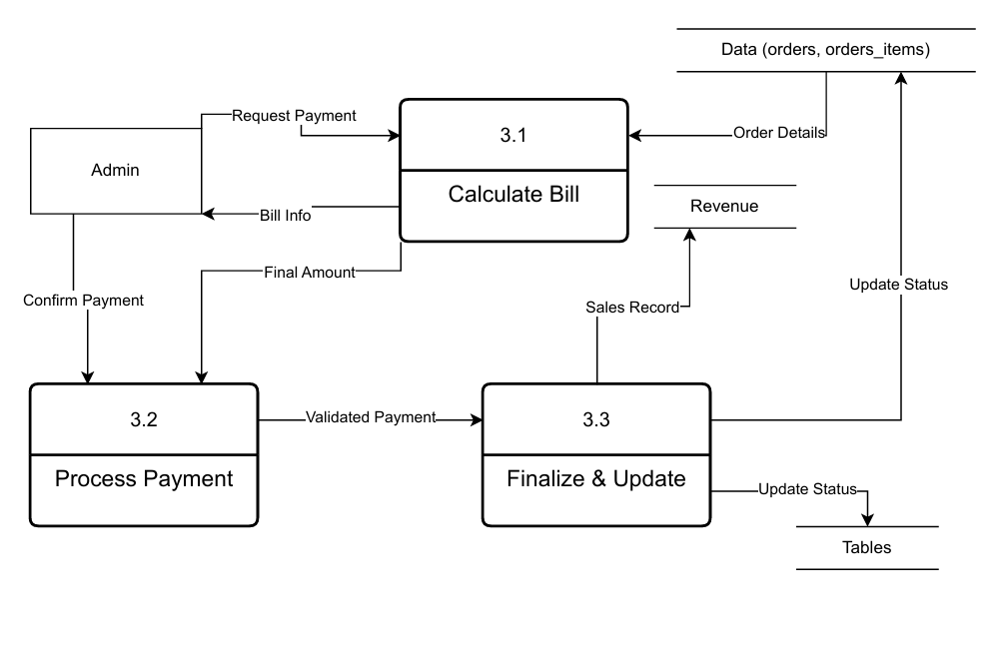 Data (orders, orders_items)
Request Payment
3.1
Order Details
Admin
Calculate Bill
Revenue
Bill Info
Final Amount
Update Status
Confirm Payment
Sales Record
3.2
Validated Payment
3.3
Process Payment
Finalize & Update
Update Status
Tables